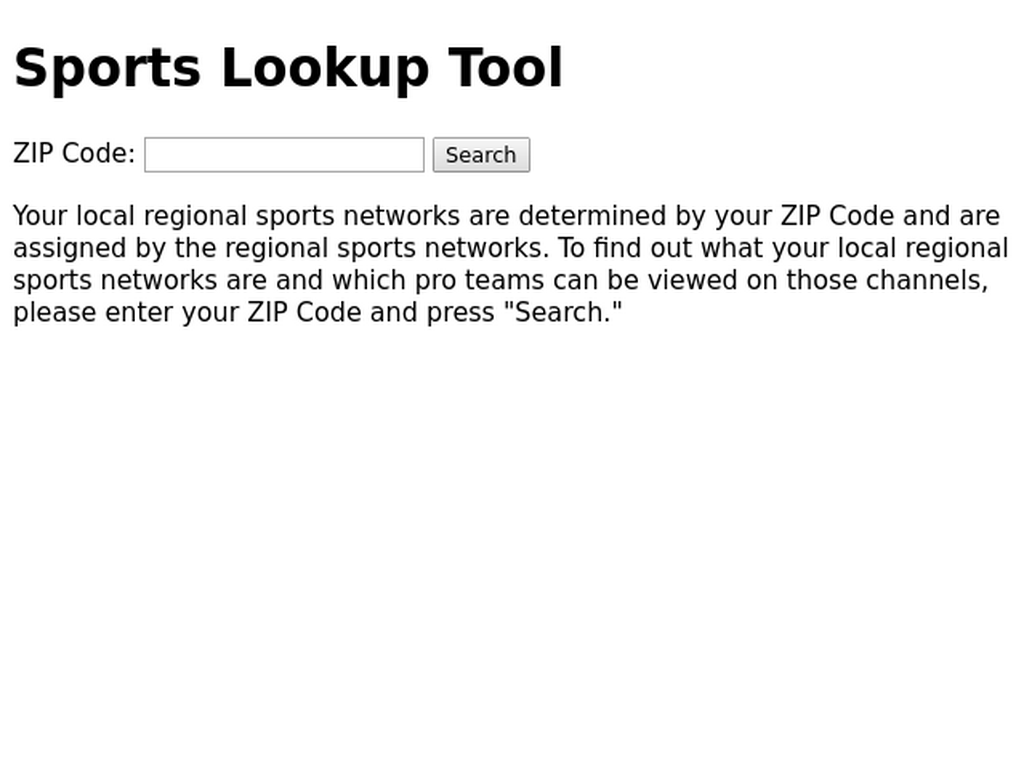 Sports Lookup Tool
ZIP Code: Search
Your local regional sports networks are determined by your ZIP Code and are
assigned by the regional sports networks. To find out what your local regional
sports networks are and which pro teams can be viewed on those channels,
please enter your ZIP Code and press "Search."